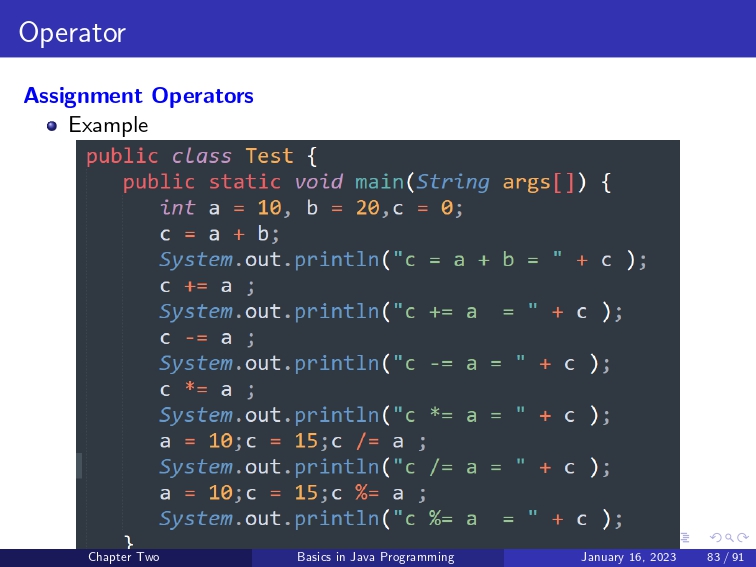 Operator
Assignment Operators
Example
public class Test {
public static void main(String args[]) {
int a = 10, b = 20,c = 0;
c = a + b;
System.out.println("c = a + b = " + c );
c += a ;
System.out.println("c += a  = " + c );
c -= a ;
System.out.println("c -= a = " + c );
c *= a ;
System.out.println("c *= a = " + c );
a = 10;c = 15;c /= a ;
System.out.println("c /= a = " + c );
a = 10;c = 15;c %= a ;
System.out.println("c %= a  = " + c );
}
Chapter Two Basics in Java Programming January 16, 2023 83 / 91